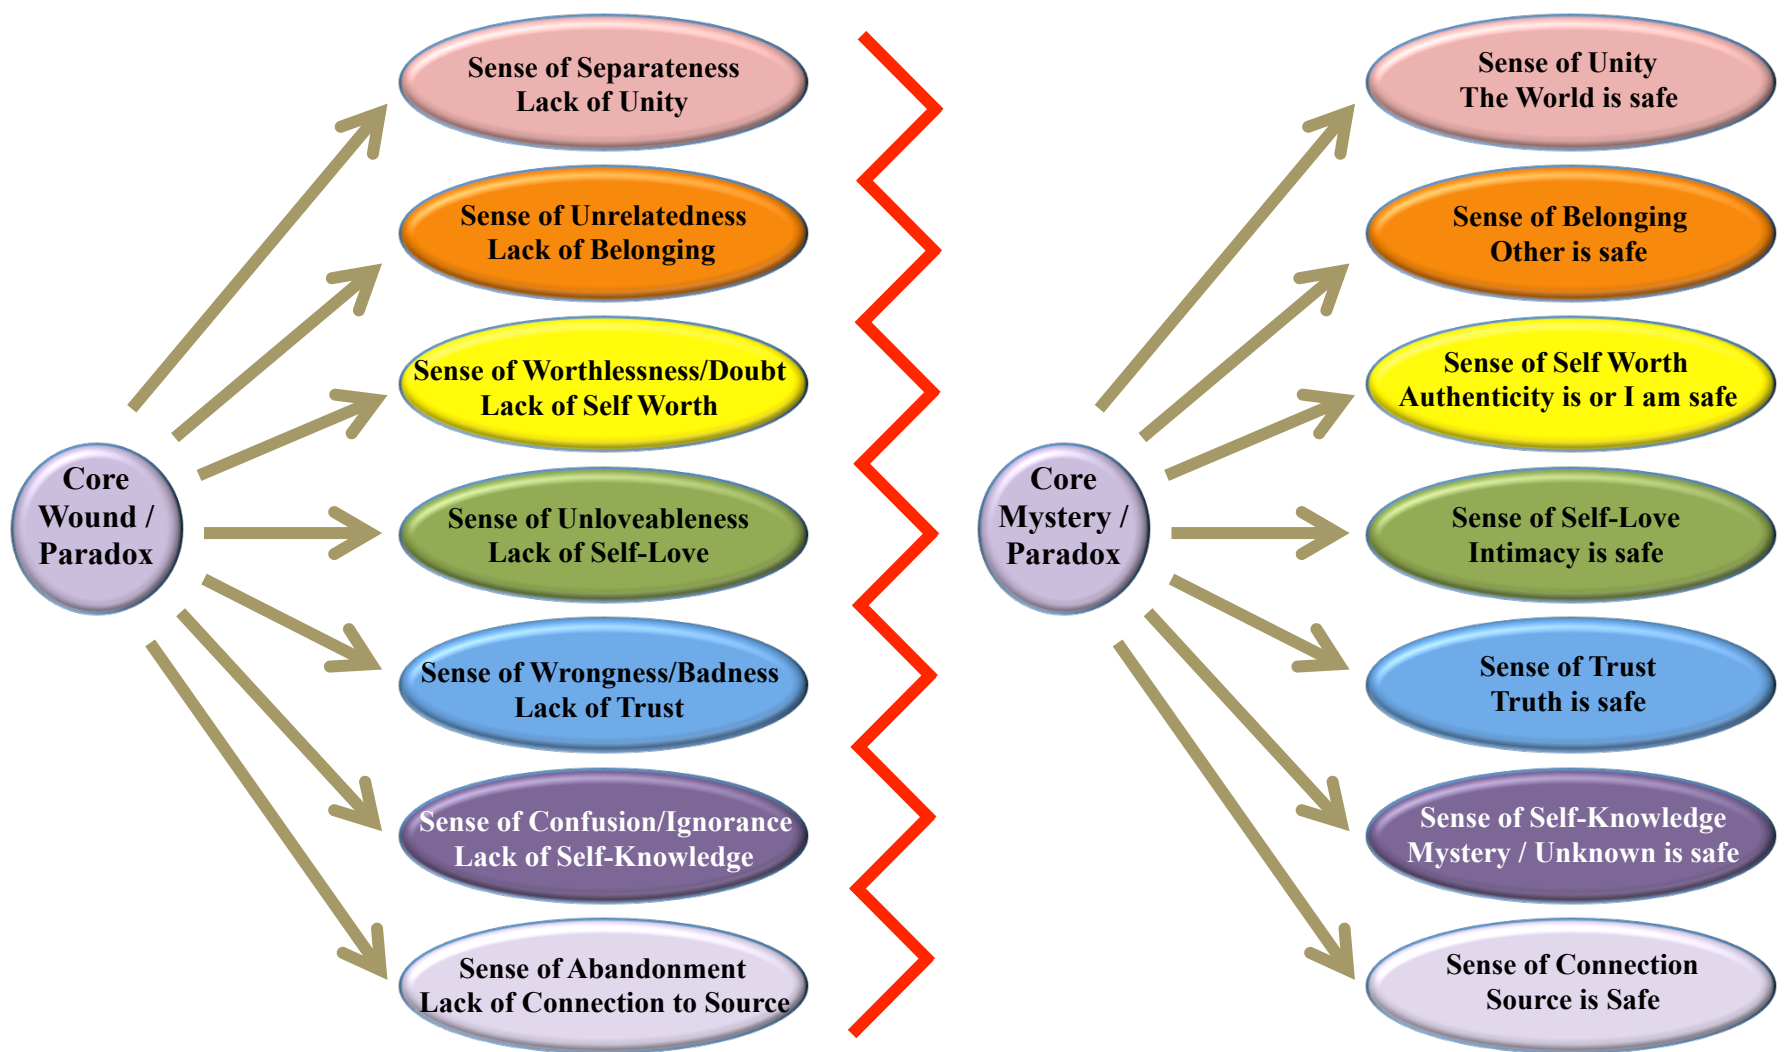 Sense of Separateness
Lack of Unity
Sense of Unrelatedness
Lack of Belonging
Sense of Worthlessness/Doubt
Lack of Self Worth
Core
Wound /
Paradox
Sense of Unloveableness
Lack of Self-Love
Sense of Wrongness/Badness
Lack of Trust
Sense of Confusion/Ignorance
Lack of Self-Knowledge
Sense of Abandonment
Lack of Connection to Source
Sense of Unity
The World is safe
Sense of Belonging
Other is safe
Sense of Self Worth
Authenticity is or I am safe
Core
Mystery /
Paradox
Sense of Self-Love
Intimacy is safe
Sense of Trust
Truth is safe
Sense of Self-Knowledge
Mystery / Unknown is safe
Sense of Connection
Source is Safe